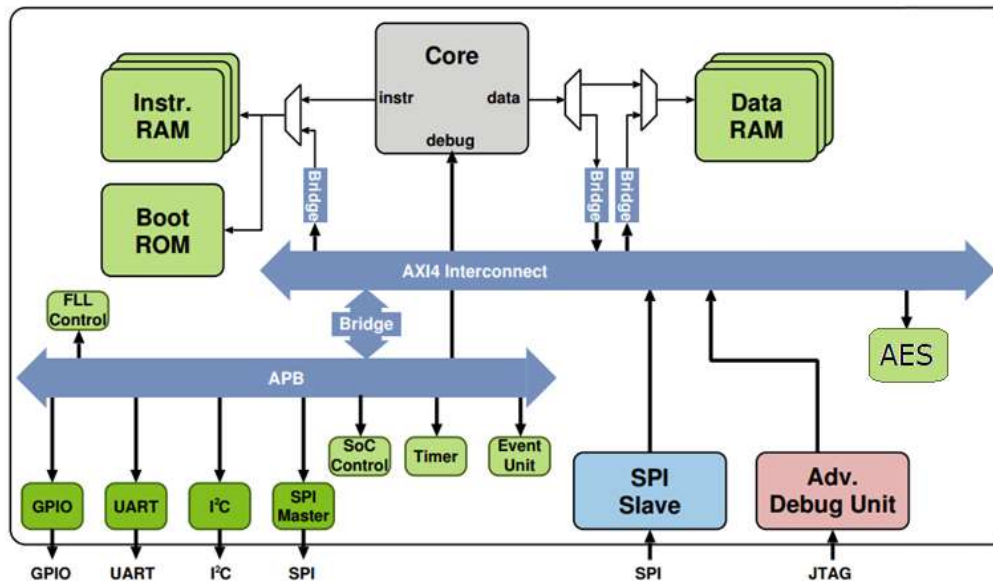 Core
instr
data
debug
Instr.
RAM
Data
RAM
Boot
ROM
Bridge
Bridge
Bridge
AXI4 Interconnect
FLL
Control
Bridge
AES
APB
SoC
Control
Timer
Event
Unit
SPI
Slave
Adv.
Debug Unit
GPIO
UART
I²C
SPI
Master
GPIO
UART
I²C
SPI
SPI
JTAG